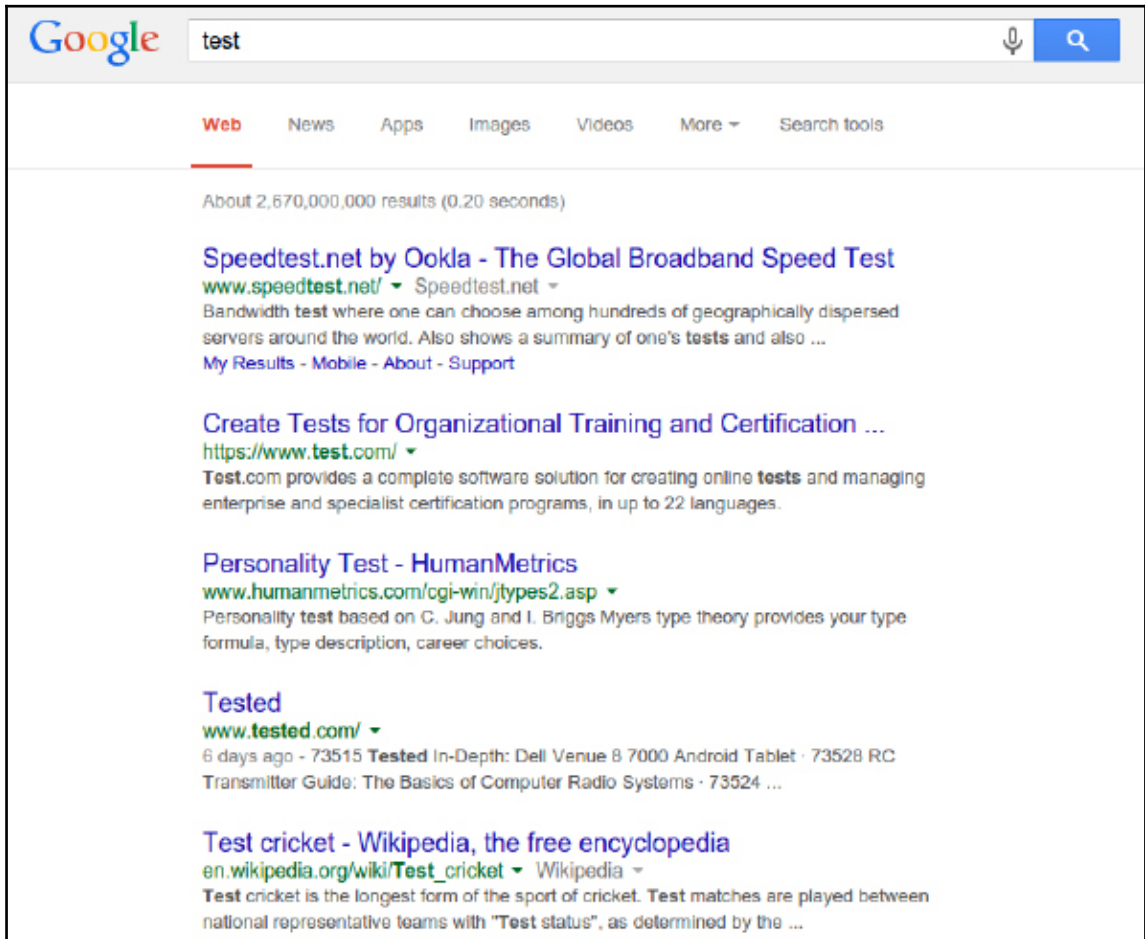 Google test
Web News Apps Images Videos More Search tools
About 2,670,000,000 results (0.20 seconds)
Speedtest.net by Ookla - The Global Broadband Speed Test
www.speedtest.net/ Speedtest.net
Bandwidth test where one can choose among hundreds of geographically dispersed
servers around the world. Also shows a summary of one's tests and also ...
My Results - Mobile - About - Support
Create Tests for Organizational Training and Certification ...
https://www.test.com/
Test.com provides a complete software solution for creating online tests and managing
enterprise and specialist certification programs, in up to 22 languages.
Personality Test - HumanMetrics
www.humanmetrics.com/cgi-win/jtypes2.asp
Personality test based on C. Jung and I. Briggs Myers type theory provides your type
formula, type description, career choices.
Tested
www.tested.com/
6 days ago - 73515 Tested In-Depth: Dell Venue 8 7000 Android Tablet · 73528 RC
Transmitter Guide: The Basics of Computer Radio Systems · 73524 ...
Test cricket - Wikipedia, the free encyclopedia
en.wikipedia.org/wiki/Test_cricket Wikipedia
Test cricket is the longest form of the sport of cricket. Test matches are played between
national representative teams with "Test status", as determined by the ...